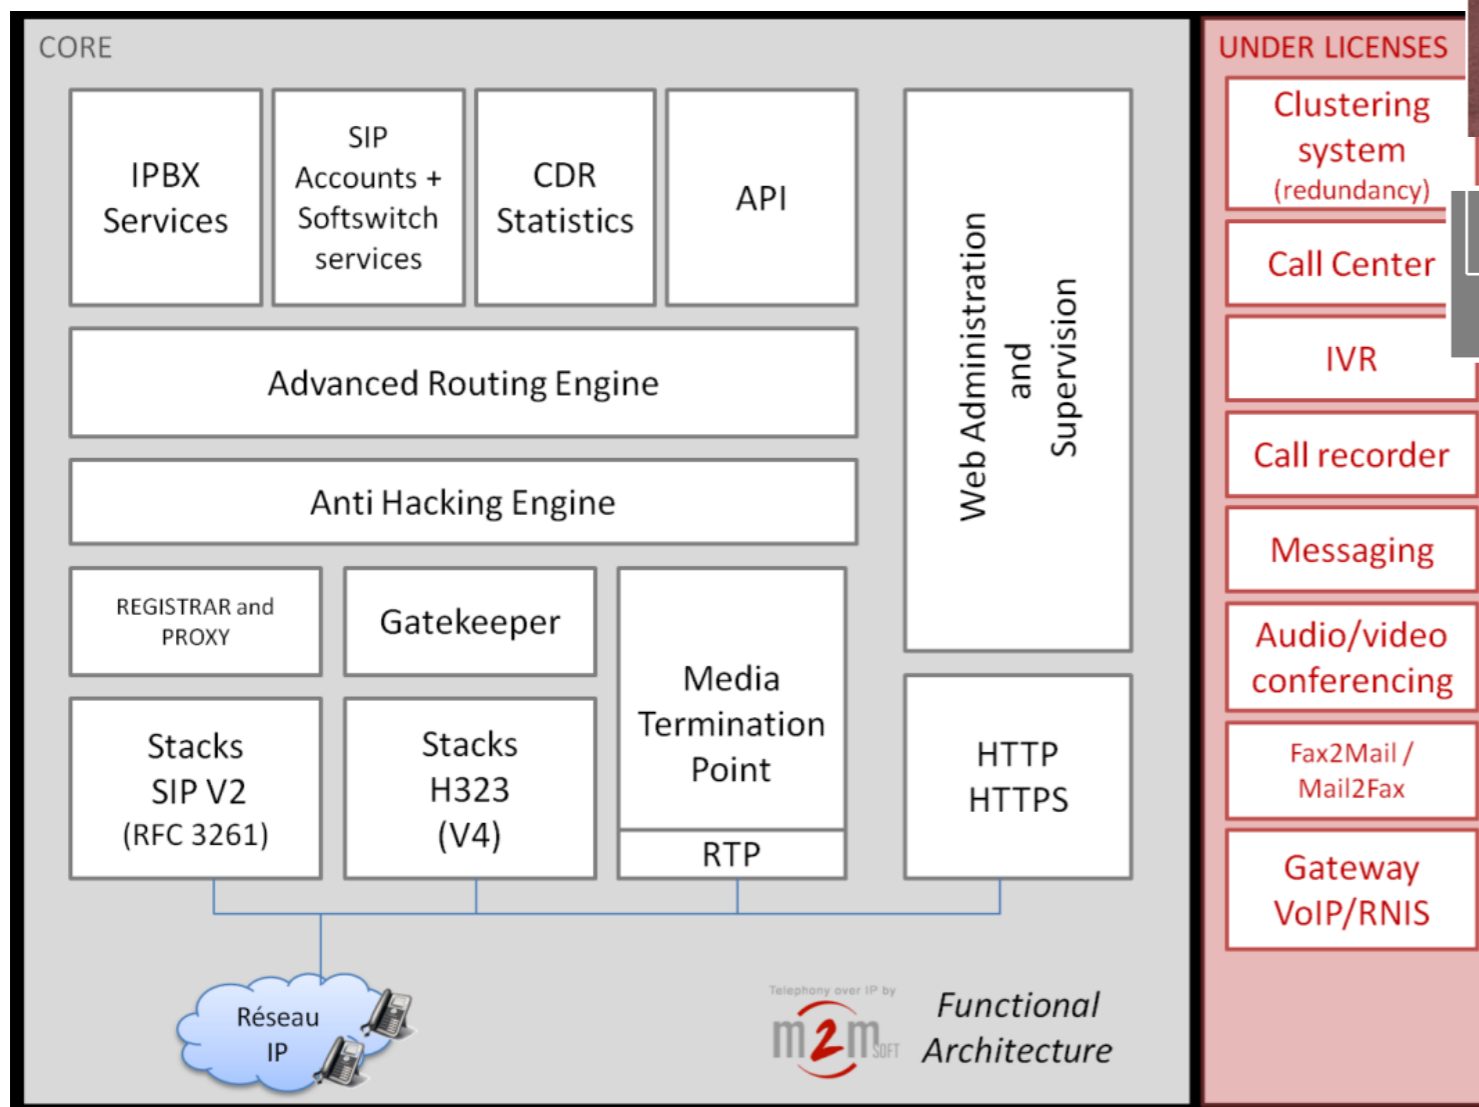 CORE
IPBX
Services
SIP
Accounts +
Softswitch
services
CDR
Statistics
API
Web Administration
and
Supervision
Advanced Routing Engine
Anti Hacking Engine
REGISTRAR and
PROXY
Gatekeeper
Media
Termination
Point
RTP
Stacks
SIP V2
(RFC 3261)
Stacks
H323
(V4)
HTTP
HTTPS
Réseau
IP
Telephony over IP by
m2m
SOFT
Functional
Architecture
UNDER LICENSES
Clustering
system
(redundancy)
Call Center
IVR
Call recorder
Messaging
Audio/video
conferencing
Fax2Mail /
Mail2Fax
Gateway
VoIP/RNIS